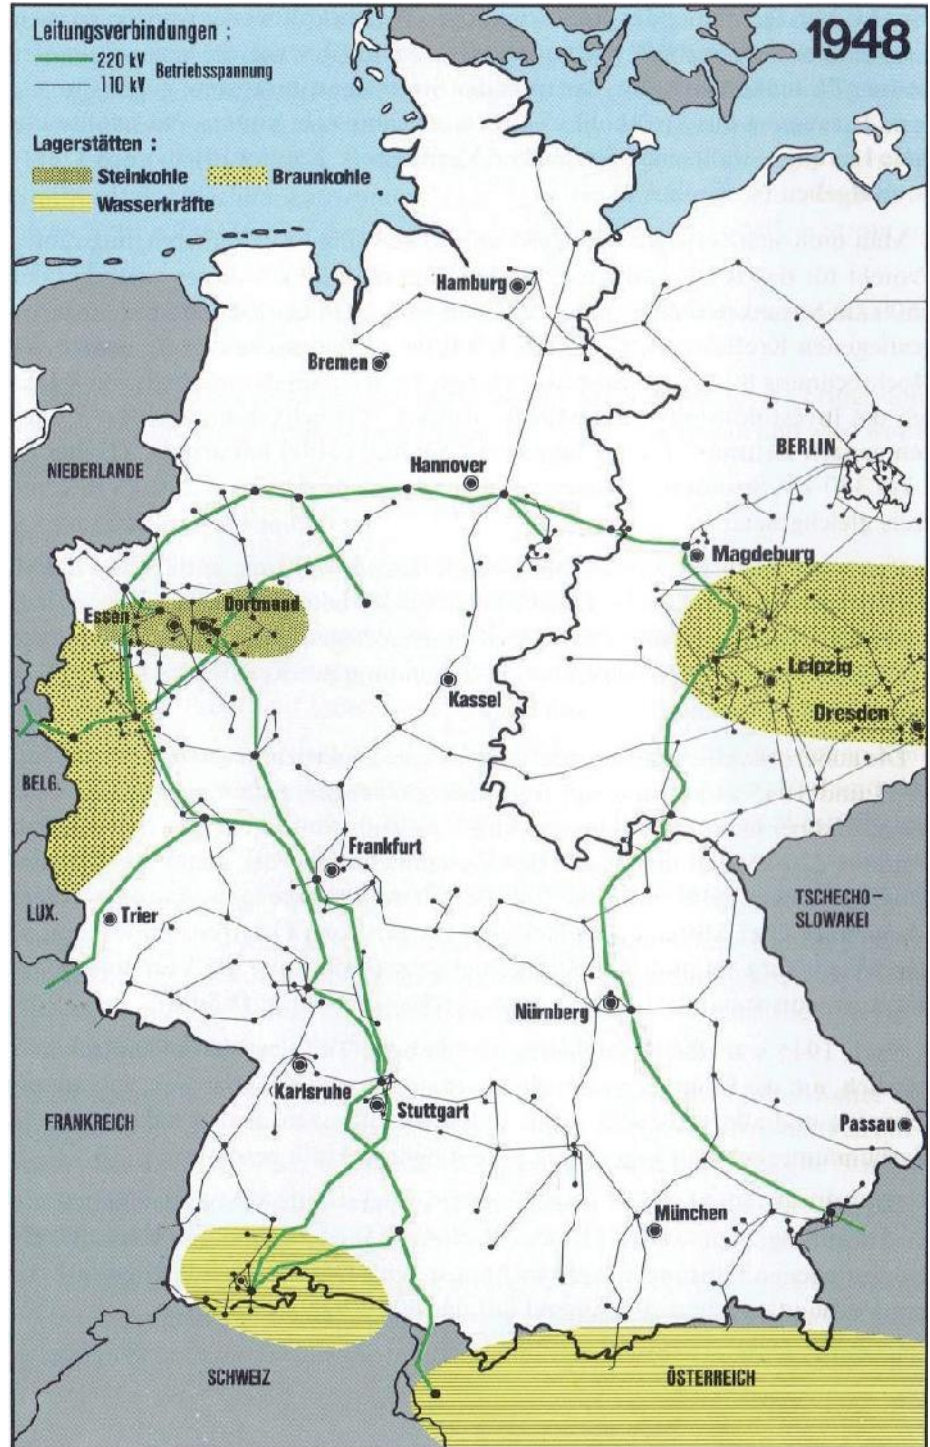 Leitungsverbindungen :
220 kV
110 kV
Betriebsspannung
Lagerstätten :
Steinkohle
Braunkohle
Wasserkräfte
1948
Hamburg
Bremen
NIEDERLANDE
Hannover
BERLIN
Magdeburg
Essen
Dortmund
Leipzig
Kassel
Dresden
BELG.
Frankfurt
LUX.
Trier
TSCHECHO-
SLOWAKEI
Nürnberg
Karlsruhe
Stuttgart
FRANKREICH
Passau
München
SCHWEIZ
ÖSTERREICH